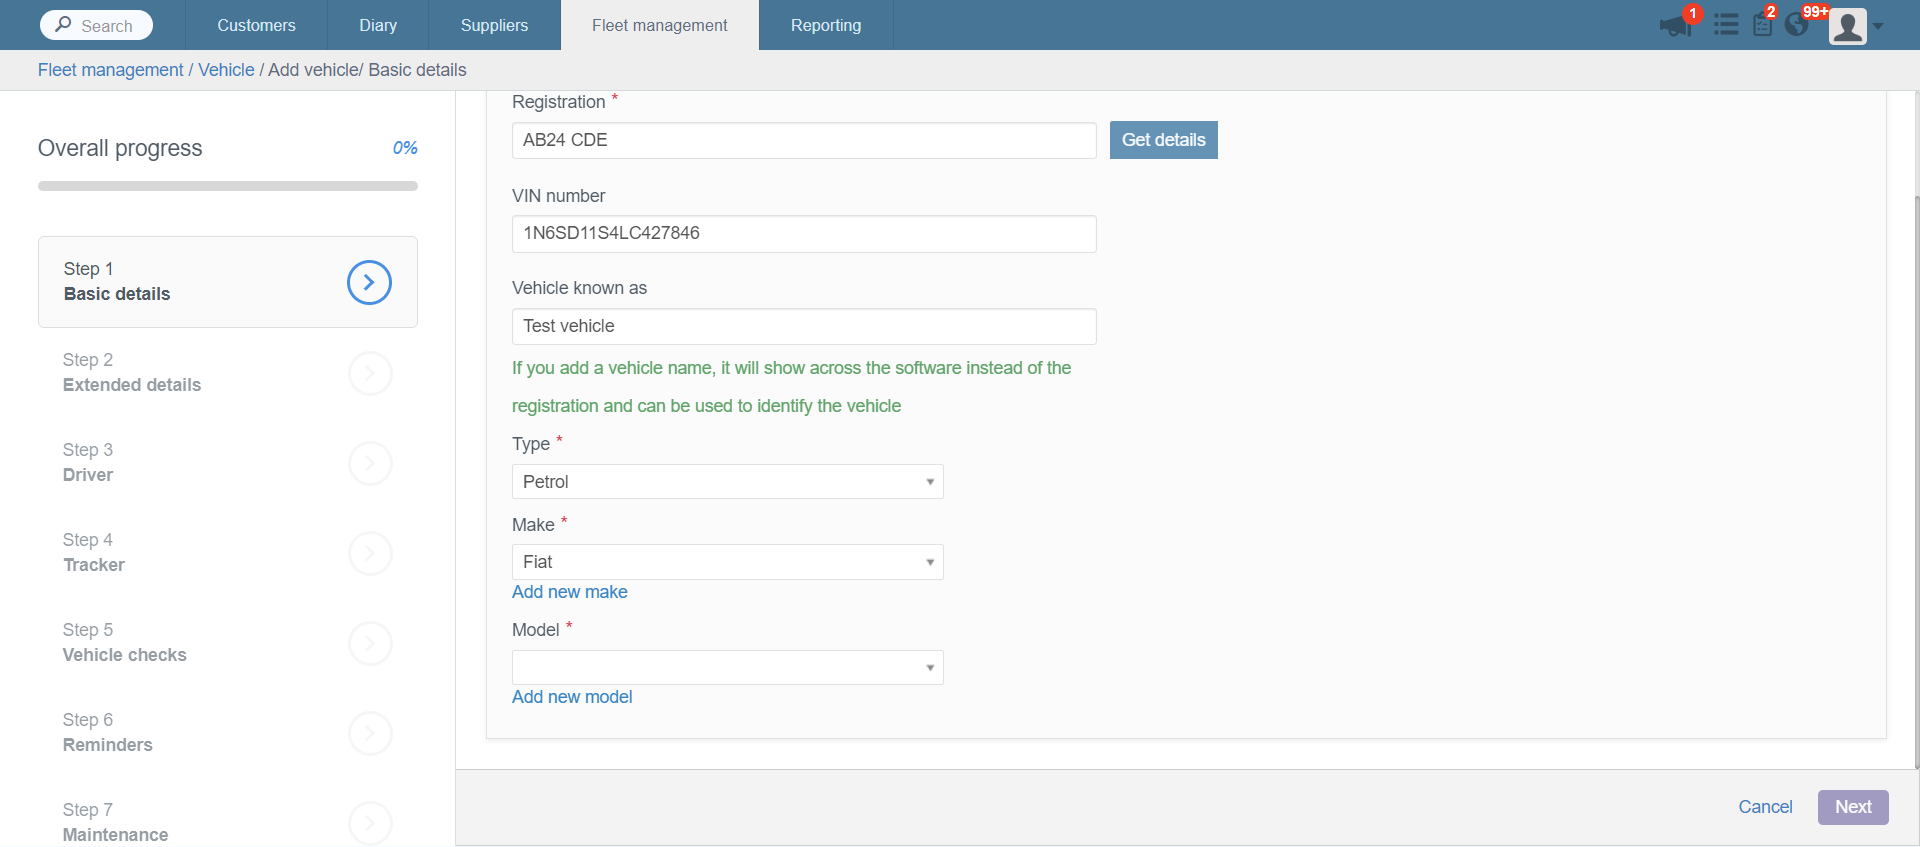 Search
Customers
Diary
Suppliers
Fleet management
Reporting
1
2
99+
Fleet management / Vehicle / Add vehicle/ Basic details
Overall progress
0%
Step 1
Basic details
Step 2
Extended details
Step 3
Driver
Step 4
Tracker
Step 5
Vehicle checks
Step 6
Reminders
Step 7
Maintenance
Registration *
AB24 CDE
Get details
VIN number
1N6SD11S4LC427846
Vehicle known as
Test vehicle
If you add a vehicle name, it will show across the software instead of the
registration and can be used to identify the vehicle
Type *
Petrol
Make *
Fiat
Add new make
Model *
Add new model
Cancel
Next